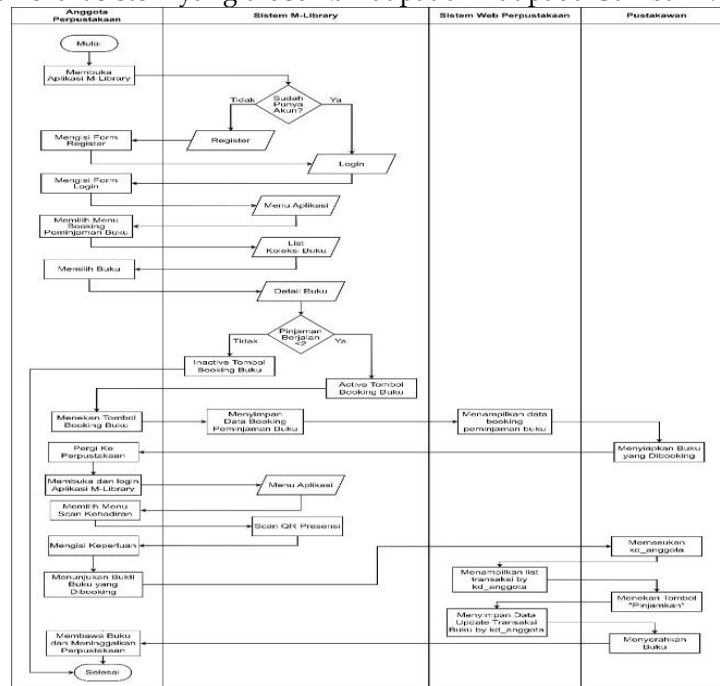 Anggota
Perpustakaan
Sistem M-Library
Sistem Web Perpustakaan
Pustakawan
Mulai
Membuka
Aplikasi M-Library
Sudah
Punya
Akun?
Tidak
Ya
Mengisi Form
Register
Register
Login
Mengisi Form
Login
Menu Aplikasi
Memilih Menu
Booking
Peminjaman Buku
List
Koleksi Buku
Memilih Buku
Detail Buku
Pinjaman
Berjalan
<?
Tidak
Ya
Inactive Tombol
Booking Buku
Active Tombol
Booking Buku
Menekan Tombol
Booking Buku
Menyimpan
Data Booking
Peminjaman Buku
Menampilkan data
booking
peminjaman buku
Menyiapkan Buku
yang Dibooking
Pergi Ke
Perpustakaan
Membuka dan login
Aplikasi M-Library
Menu Aplikasi
Memilih Menu
Scan Kehadiran
Scan QR Presensi
Mengisi Keperluan
Memasukan
kd_anggota
Menunjukan Bukti
Buku yang
Dibooking
Menampilkan list
transaksi by
kd_anggota
Menekan Tombol
"Pinjamkan"
Menyimpan Data
Update Transaksi
Buku by kd_anggota
Menyerahkan
Buku
Membawa Buku
dan Meninggalkan
Perpustakaan
Selesai